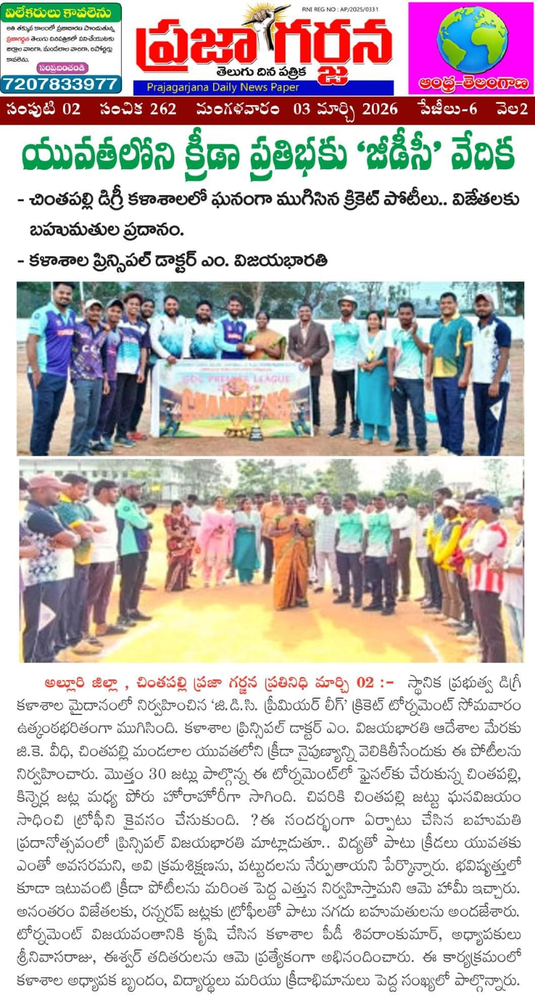 విలేకరులు కావలెను
అతి తక్కువ కాలంలో ప్రజాదారణ పొందుతున్న
ప్రజాగర్జన తెలుగు దినపత్రికలో పనిచేయుటకు
జిల్లాల వారిగా, మండలాల వారిగా, రిపోర్టర్లు
కావలెను.
సంప్రదించండి
7207833977
RNI REG NO : AP/2025/0331
ప్రజాగర్జన
తెలుగు దిన పత్రిక
Prajagarjana Daily News Paper
ఆంధ్ర-తెలంగాణ
సంపుటి 02 సంచిక 262 మంగళవారం 03 మార్చి 2026 పేజీలు-6 వెల2
యువతలోని క్రీడా ప్రతిభకు ‘జీడీసీ’ వేదిక
- చింతపల్లి డిగ్రీ కళాశాలలో ఘనంగా ముగిసిన క్రికెట్ పోటీలు.. విజేతలకు
బహుమతుల ప్రదానం.
- కళాశాల ప్రిన్సిపల్ డాక్టర్ ఎం. విజయభారతి
GDC PREMIER LEAGUE
CHAMPIONS
అల్లూరి జిల్లా , చింతపల్లి ప్రజా గర్జన ప్రతినిధి మార్చి 02 :- స్థానిక ప్రభుత్వ డిగ్రీ
కళాశాల మైదానంలో నిర్వహించిన ‘జి.డి.సి. ప్రీమియర్ లీగ్’ క్రికెట్ టోర్నమెంట్ సోమవారం
ఉత్కంఠభరితంగా ముగిసింది. కళాశాల ప్రిన్సిపల్ డాక్టర్ ఎం. విజయభారతి ఆదేశాల మేరకు
జి.కె. వీధి, చింతపల్లి మండలాల యువతలోని క్రీడా నైపుణ్యాన్ని వెలికితీసేందుకు ఈ పోటీలను
నిర్వహించారు. మొత్తం 30 జట్లు పాల్గొన్న ఈ టోర్నమెంట్‌లో ఫైనల్‌కు చేరుకున్న చింతపల్లి,
కిన్నెర్ల జట్ల మధ్య పోరు హోరాహోరీగా సాగింది. చివరికి చింతపల్లి జట్టు ఘనవిజయం
సాధించి ట్రోఫీని కైవసం చేసుకుంది. ?ఈ సందర్భంగా ఏర్పాటు చేసిన బహుమతి
ప్రదానోత్సవంలో ప్రిన్సిపల్ విజయభారతి మాట్లాడుతూ.. విద్యతో పాటు క్రీడలు యువతకు
ఎంతో అవసరమని, అవి క్రమశిక్షణను, పట్టుదలను నేర్పుతాయని పేర్కొన్నారు. భవిష్యత్తులో
కూడా ఇటువంటి క్రీడా పోటీలను మరింత పెద్ద ఎత్తున నిర్వహిస్తామని ఆమె హామీ ఇచ్చారు.
అనంతరం విజేతలకు, రన్నరప్ జట్లకు ట్రోఫీలతో పాటు నగదు బహుమతులను అందజేశారు.
టోర్నమెంట్ విజయవంతానికి కృషి చేసిన కళాశాల పీడీ శివరాంకుమార్, అధ్యాపకులు
శ్రీనివాసరాజు, ఈశ్వర్ తదితరులను ఆమె ప్రత్యేకంగా అభినందించారు. ఈ కార్యక్రమంలో
కళాశాల అధ్యాపక బృందం, విద్యార్థులు మరియు క్రీడాభిమానులు పెద్ద సంఖ్యలో పాల్గొన్నారు.